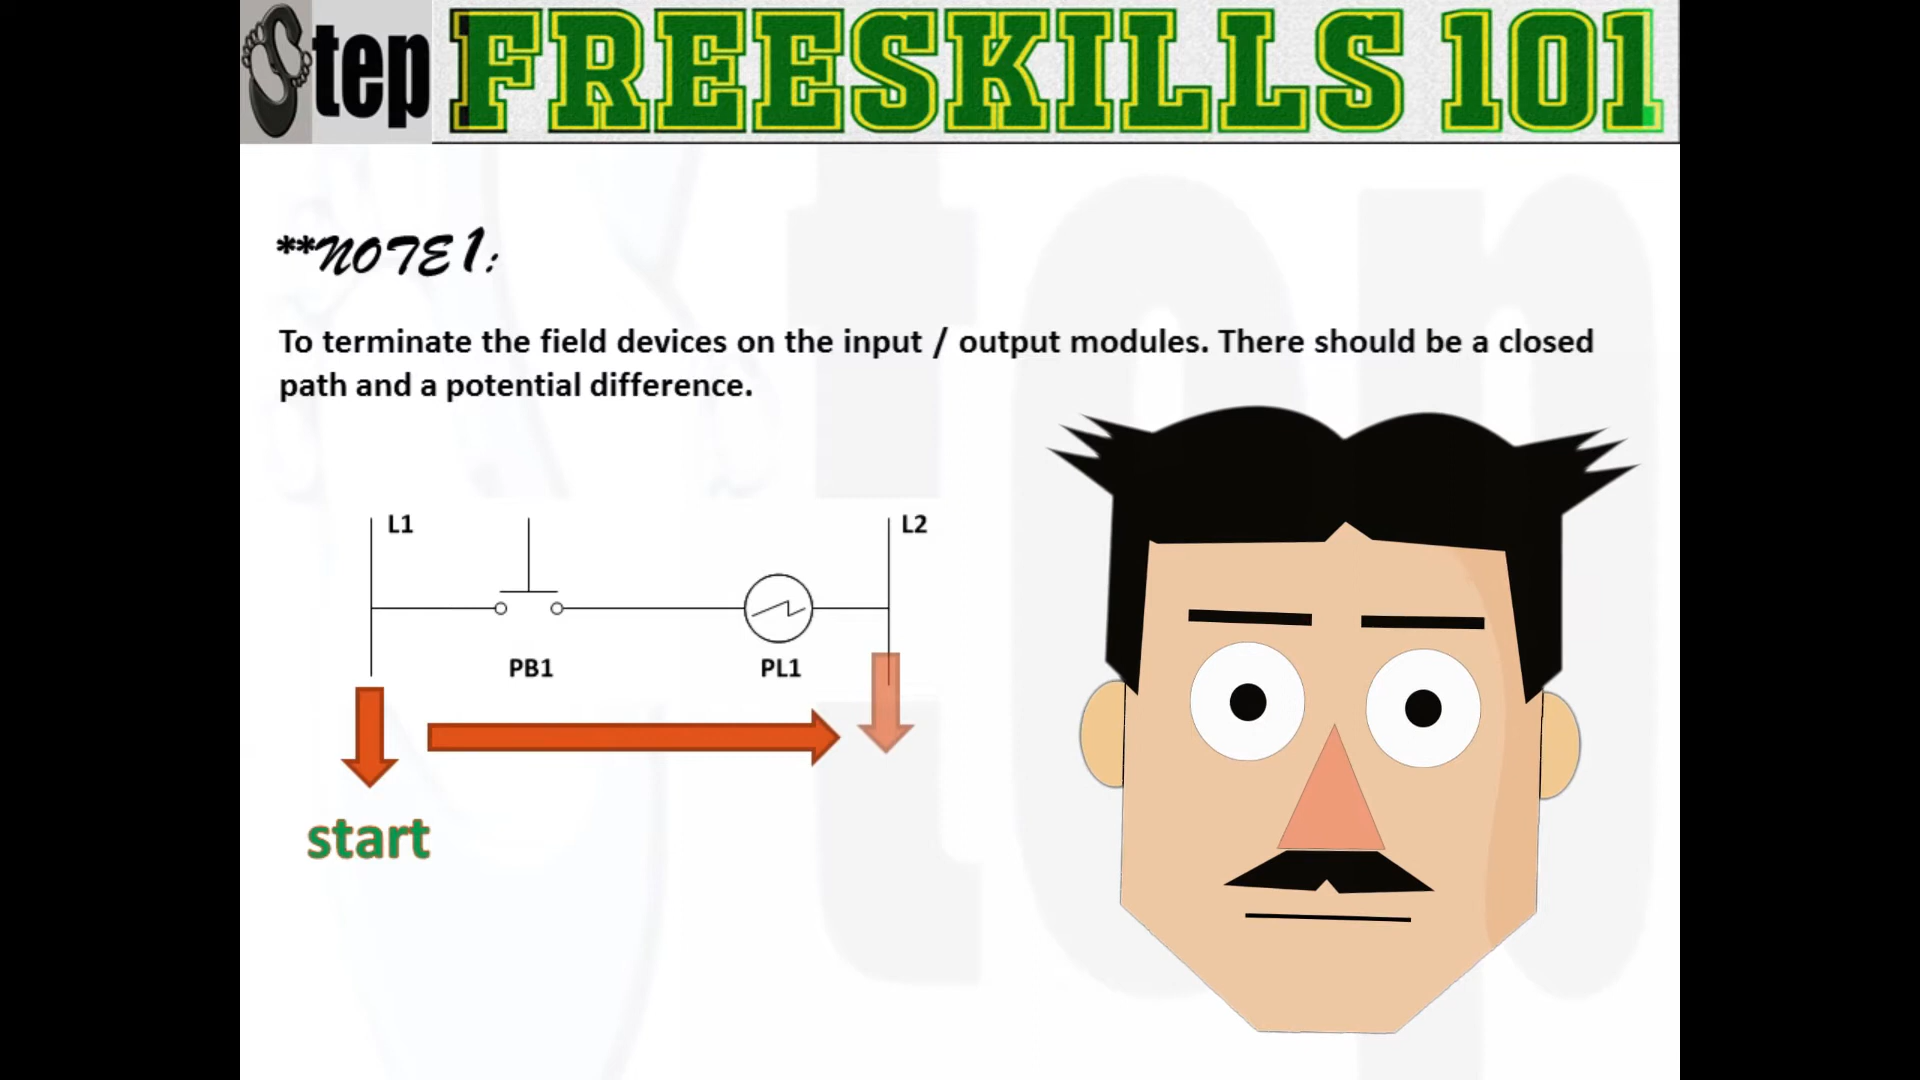 Step FREESKILLS 101
**NOTE1:
To terminate the field devices on the input / output modules. There should be a closed
path and a potential difference.
L1
L2
PB1
PL1
start